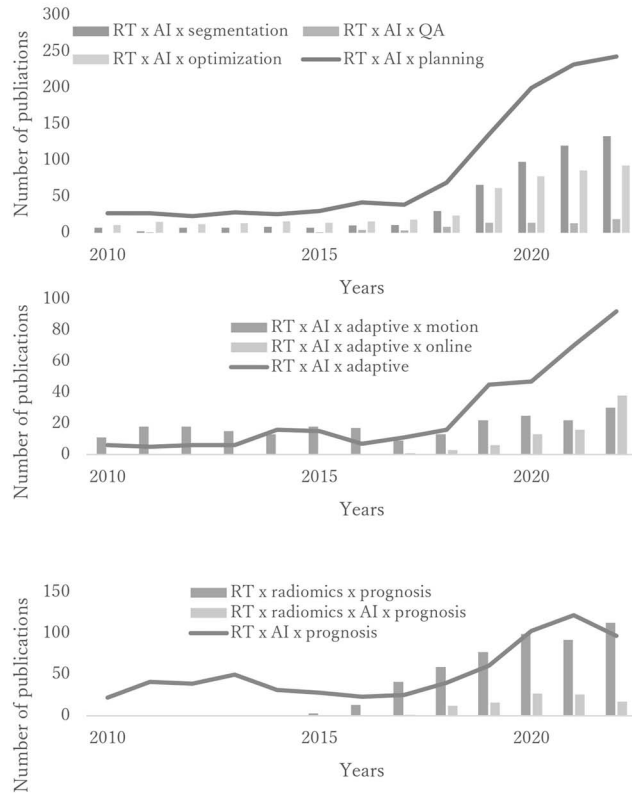 300
250
200
150
100
50
0
RT x AI x segmentation
RT x AI x QA
RT x AI x optimization
RT x AI x planning
Number of publiations
2010
2015
2020
Years
100
80
60
40
20
0
RT x AI x adaptive x motion
RT x AI x adaptive x online
RT x AI x adaptive
Number of publications
2010
2015
2020
Years
150
100
50
0
RT x radiomics x prognosis
RT x radiomics x AI x prognosis
RT x AI x prognosis
Number of publications
2010
2015
2020
Years